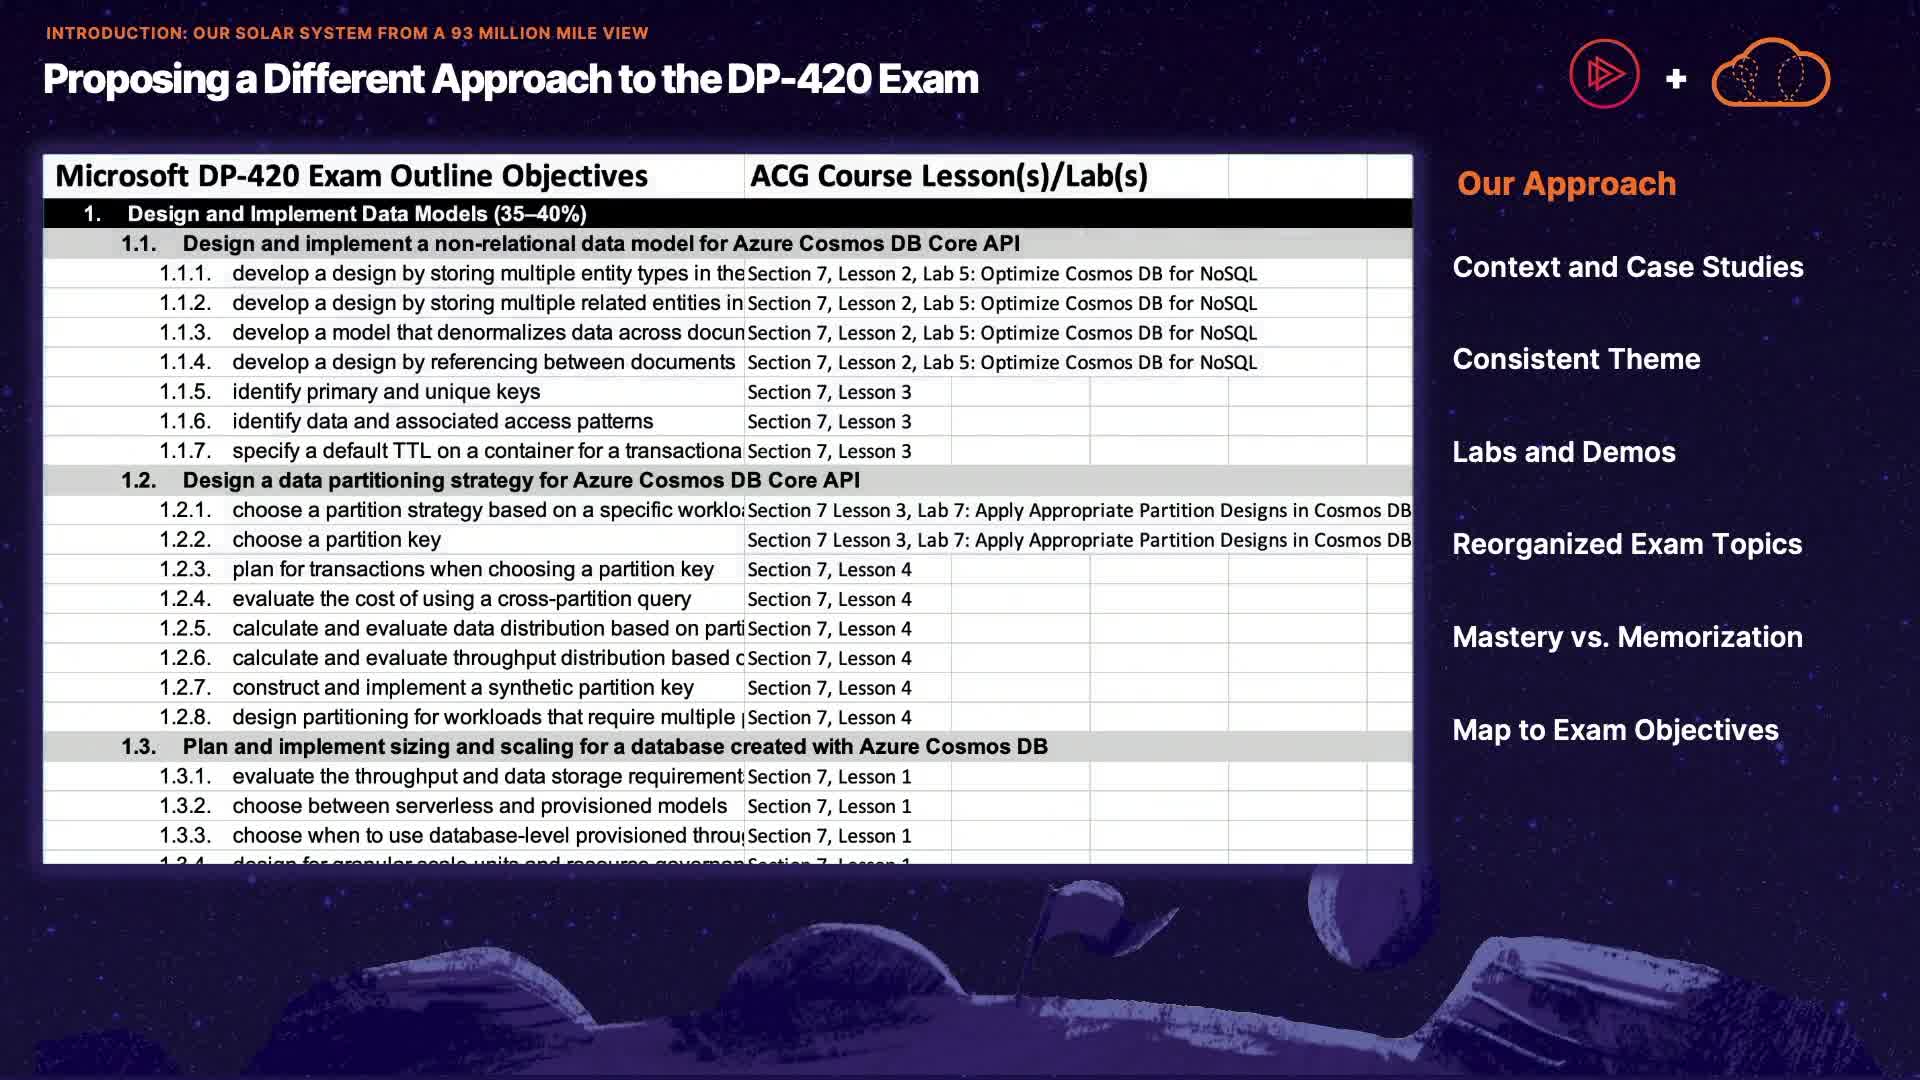 INTRODUCTION: OUR SOLAR SYSTEM FROM A 93 MILLION MILE VIEW
Proposing a Different Approach to the DP-420 Exam
+
Microsoft DP-420 Exam Outline Objectives ACG Course Lesson(s)/Lab(s)
1. Design and Implement Data Models (35–40%)
1.1. Design and implement a non-relational data model for Azure Cosmos DB Core API
1.1.1. develop a design by storing multiple entity types in the Section 7, Lesson 2, Lab 5: Optimize Cosmos DB for NoSQL
1.1.2. develop a design by storing multiple related entities in Section 7, Lesson 2, Lab 5: Optimize Cosmos DB for NoSQL
1.1.3. develop a model that denormalizes data across docum Section 7, Lesson 2, Lab 5: Optimize Cosmos DB for NoSQL
1.1.4. develop a design by referencing between documents Section 7, Lesson 2, Lab 5: Optimize Cosmos DB for NoSQL
1.1.5. identify primary and unique keys Section 7, Lesson 3
1.1.6. identify data and associated access patterns Section 7, Lesson 3
1.1.7. specify a default TTL on a container for a transactiona Section 7, Lesson 3
1.2. Design a data partitioning strategy for Azure Cosmos DB Core API
1.2.1. choose a partition strategy based on a specific worklo Section 7 Lesson 3, Lab 7: Apply Appropriate Partition Designs in Cosmos DB
1.2.2. choose a partition key Section 7 Lesson 3, Lab 7: Apply Appropriate Partition Designs in Cosmos DB
1.2.3. plan for transactions when choosing a partition key Section 7, Lesson 4
1.2.4. evaluate the cost of using a cross-partition query Section 7, Lesson 4
1.2.5. calculate and evaluate data distribution based on parti Section 7, Lesson 4
1.2.6. calculate and evaluate throughput distribution based Section 7, Lesson 4
1.2.7. construct and implement a synthetic partition key Section 7, Lesson 4
1.2.8. design partitioning for workloads that require multiple Section 7, Lesson 4
1.3. Plan and implement sizing and scaling for a database created with Azure Cosmos DB
1.3.1. evaluate the throughput and data storage requirement Section 7, Lesson 1
1.3.2. choose between serverless and provisioned models Section 7, Lesson 1
1.3.3. choose when to use database-level provisioned throu Section 7, Lesson 1
Our Approach
Context and Case Studies
Consistent Theme
Labs and Demos
Reorganized Exam Topics
Mastery vs. Memorization
Map to Exam Objectives